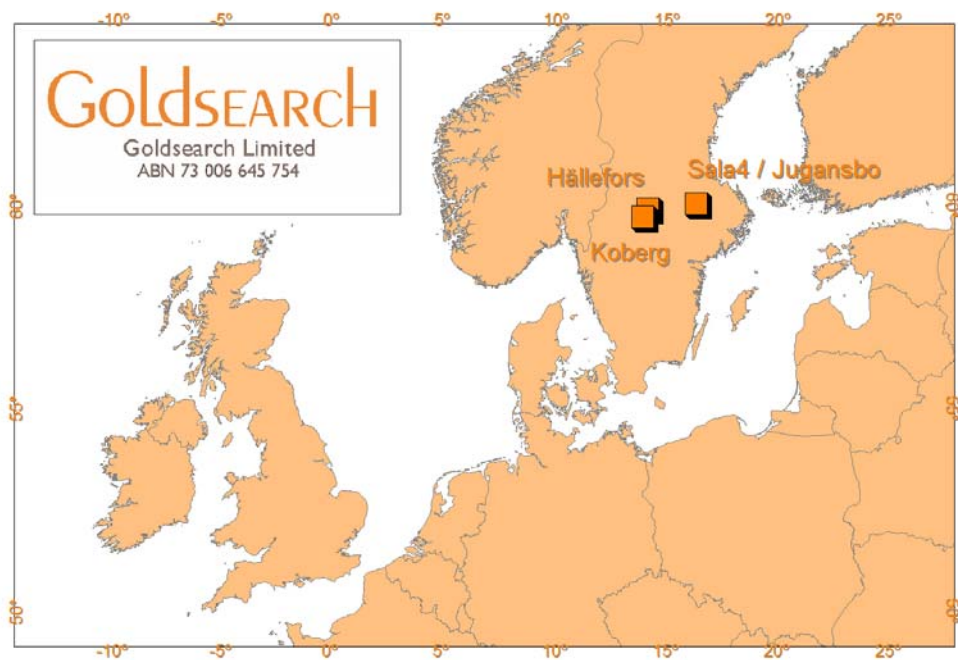 -10° -5° 0° 5° 10° 15° 20° 25°
GOLDSEARCH
Goldsearch Limited
ABN 73 006 645 754
Hällefors
Sala4 / Jugansbo
Koberg
60° 60°
55° 55°
50° 50°
-10° -5° 0° 5° 10° 15° 20° 25°